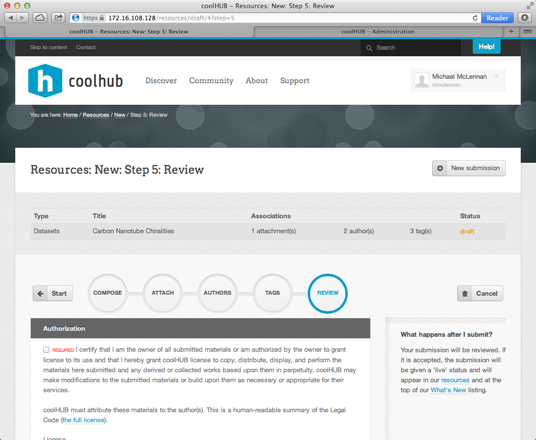 coolHUB – Resources: New: Step 5: Review
https 172.16.108.128/resources/draft/4?step=5
Reader
coolHUB – Resources: New: Step 5: Review
coolHUB – Administration
Skip to content
Contact
Search
Help!
h coolhub
Discover
Community
About
Support
Michael McLennan
mmclennan
You are here: Home / Resources / New / Step 5: Review
Resources: New: Step 5: Review
New submission
Type Title Associations Status
Datasets Carbon Nanotube Chiralities 1 attachment(s) 2 author(s) 3 tag(s) draft
Start
COMPOSE
ATTACH
AUTHORS
TAGS
REVIEW
Cancel
Authorization
REQUIRED I certify that I am the owner of all submitted materials or am authorized by the owner to grant
license to its use and that I hereby grant coolHUB license to copy, distribute, display, and perform the
materials here submitted and any derived or collected works based upon them in perpetuity. coolHUB may
make modifications to the submitted materials or build upon them as necessary or appropriate for their
services.
coolHUB must attribute these materials to the author(s). This is a human-readable summary of the Legal
Code (the full license).
License
What happens after I submit?
Your submission will be reviewed. If
it is accepted, the submission will
be given a 'live' status and will
appear in our resources and at the
top of our What's New listing.